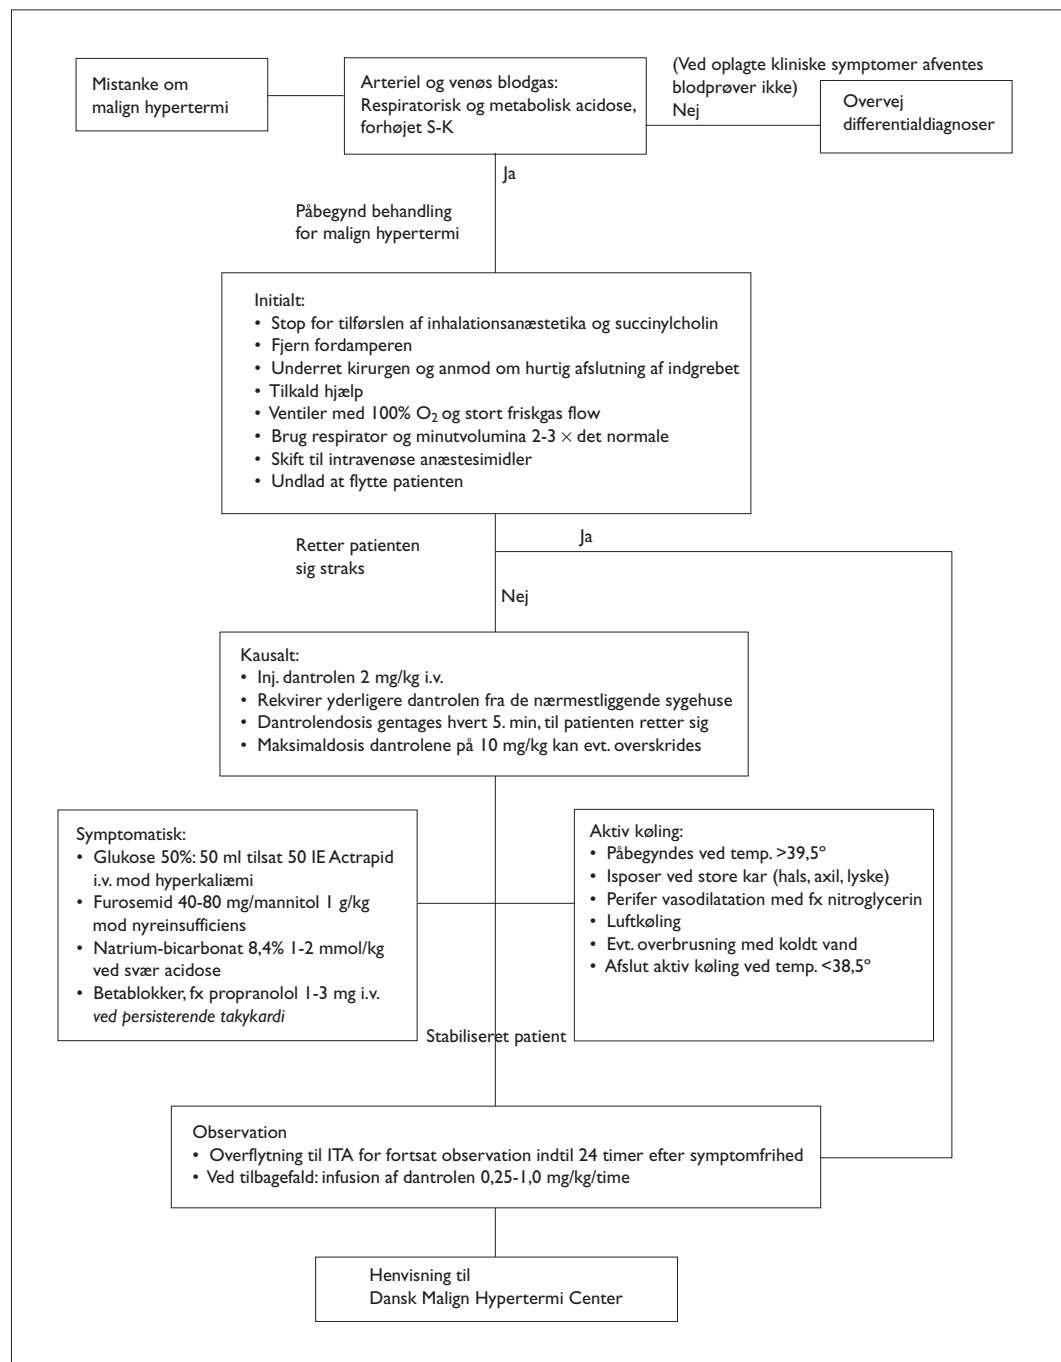 Mistanke om
malign hypertermi
Arteriel og venøs blodgas:
Respiratorisk og metabolisk acidose,
forhøjet S-K
(Ved oplagte kliniske symptomer afventes
blodprøver ikke)
Nej
Overvej
differentialdiagnoser
Ja
Påbegynd behandling
for malign hypertermi
Initialt:
• Stop for tilførslen af inhalationsanæstetika og succinylcholin
• Fjern fordamperen
• Underret kirurgen og anmod om hurtig afslutning af indgrebet
• Tilkald hjælp
• Ventiler med 100% O₂ og stort friskgas flow
• Brug respirator og minutvolumina 2-3 × det normale
• Skift til intravenøse anæstesimidler
• Undlad at flytte patienten
Retter patienten
sig straks
Ja
Nej
Kausalt:
• Inj. dantrolen 2 mg/kg i.v.
• Rekvirer yderligere dantrolen fra de nærmestliggende sygehuse
• Dantrolendosis gentages hvert 5. min, til patienten retter sig
• Maksimaldosis dantrolene på 10 mg/kg kan evt. overskrides
Symptomatisk:
• Glukose 50%: 50 ml tilsat 50 IE Actrapid
i.v. mod hyperkaliæmi
• Furosemid 40-80 mg/mannitol 1 g/kg
mod nyreinsufficiens
• Natrium-bicarbonat 8,4% 1-2 mmol/kg
ved svær acidose
• Betablokker, fx propranolol 1-3 mg i.v.
ved persisterende takykardi
Aktiv køling:
• Påbegyndes ved temp. >39,5º
• Isposer ved store kar (hals, axil, lyske)
• Perifer vasodilatation med fx nitroglycerin
• Luftkøling
• Evt. overbrusning med koldt vand
• Afslut aktiv køling ved temp. <38,5º
Stabiliseret patient
Observation
• Overflytning til ITA for fortsat observation indtil 24 timer efter symptomfrihed
• Ved tilbagefald: infusion af dantrolen 0,25-1,0 mg/kg/time
Henvisning til
Dansk Malign Hypertermi Center